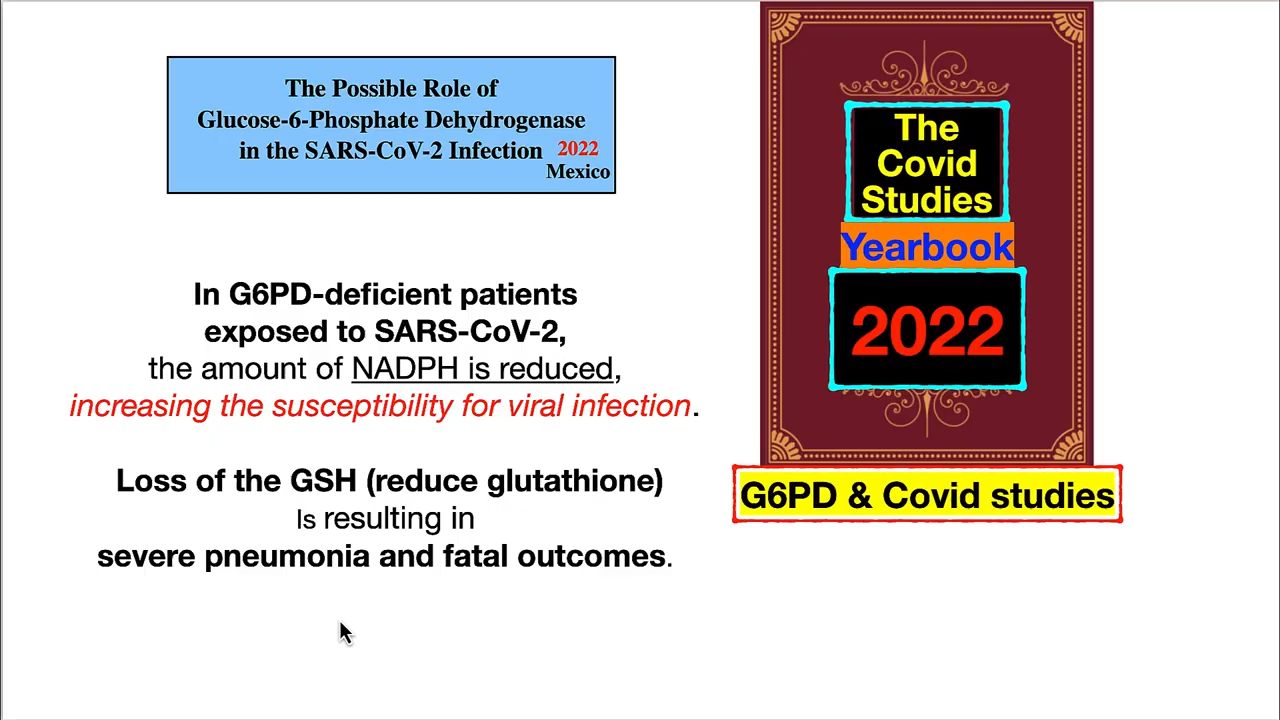 The Possible Role of
Glucose-6-Phosphate Dehydrogenase
in the SARS-CoV-2 Infection 2022
Mexico
In G6PD-deficient patients
exposed to SARS-CoV-2,
the amount of NADPH is reduced,
increasing the susceptibility for viral infection.
Loss of the GSH (reduce glutathione)
Is resulting in
severe pneumonia and fatal outcomes.
The
Covid
Studies
Yearbook
2022
G6PD & Covid studies